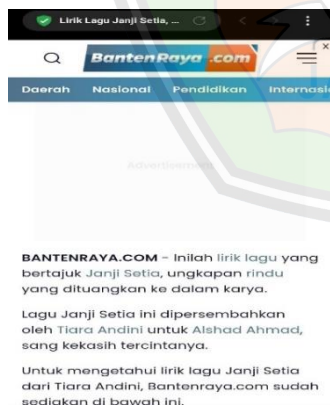 Lirik Lagu Janji Setia, ...
BantenRaya.com
Daerah Nasional Pendidikan Internasi
Advertisement
BANTENRAYA.COM - Inilah lirik lagu yang
bertajuk Janji Setia, ungkapan rindu
yang dituangkan ke dalam karya.
Lagu Janji Setia ini dipersembahkan
oleh Tiara Andini untuk Alshad Ahmad,
sang kekasih tercintanya.
Untuk mengetahui lirik lagu Janji Setia
dari Tiara Andini, Bantenraya.com sudah
sediakan di bawah ini.